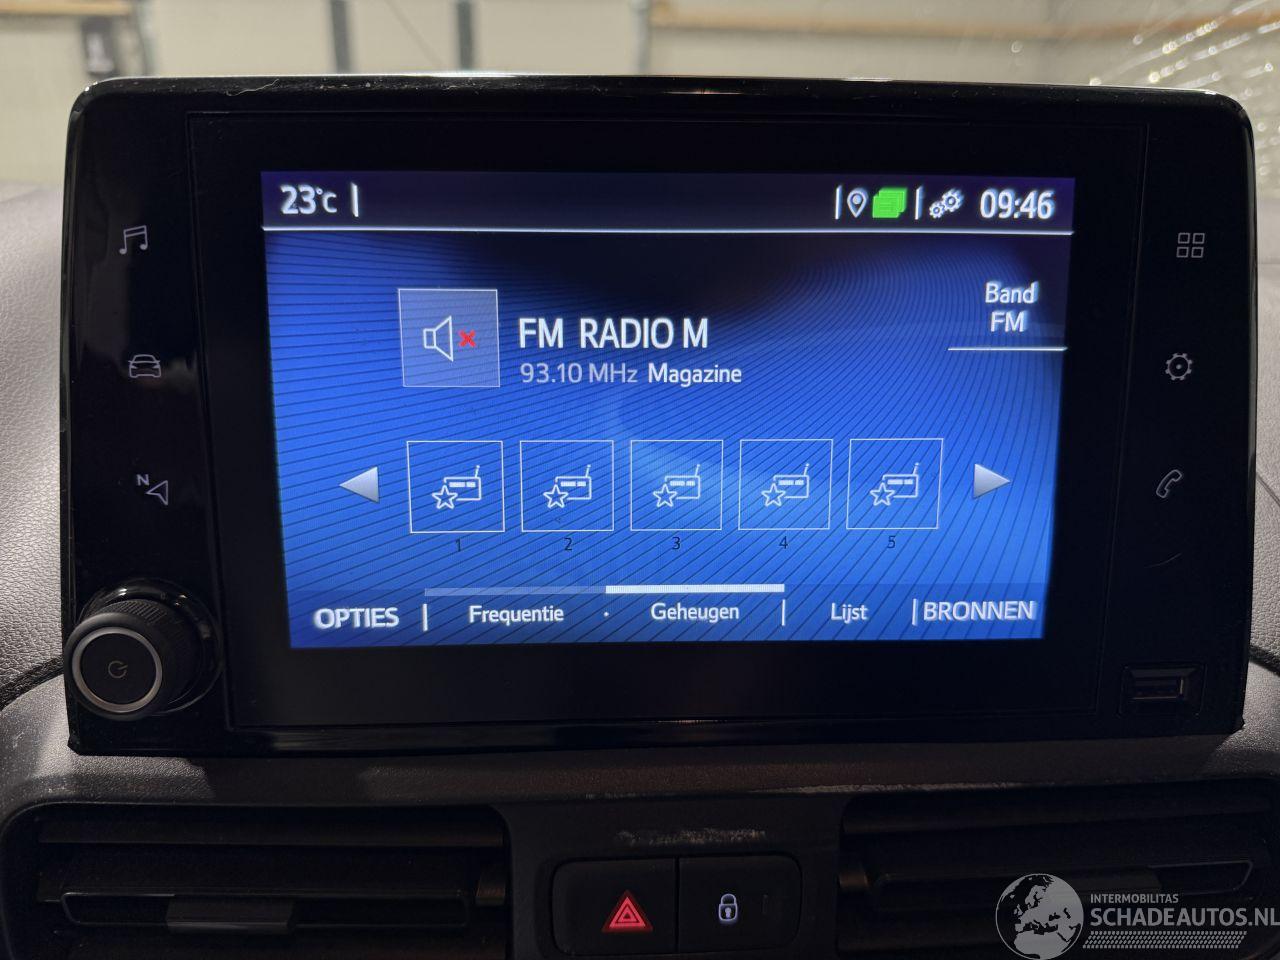 23°C
09:46
Band
FM
FM RADIO M
93.10 MHz Magazine
N
1 2 3 4 5
OPTIES Frequentie · Geheugen Lijst BRONNEN
INTERMOBILITAS
SCHADEAUTOS.NL